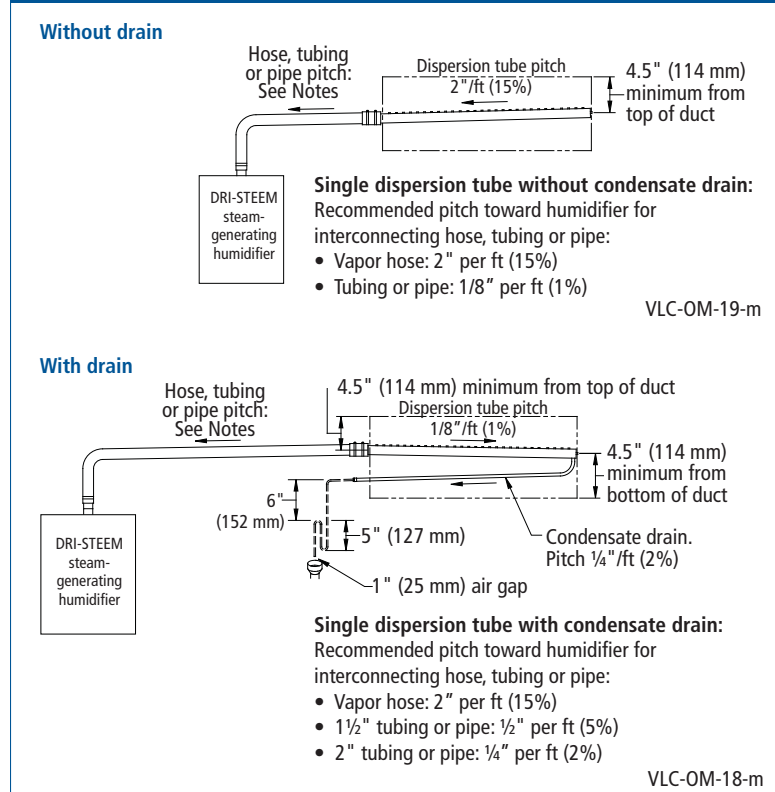 Without drain
Hose, tubing
or pipe pitch:
See Notes
Dispersion tube pitch
2"/ft (15%)
4.5" (114 mm)
minimum from
top of duct
DRI-STEEM
steam-
generating
humidifier
Single dispersion tube without condensate drain:
Recommended pitch toward humidifier for
interconnecting hose, tubing or pipe:
• Vapor hose: 2" per ft (15%)
• Tubing or pipe: 1/8″ per ft (1%)
VLC-OM-19-m
With drain
Hose, tubing
or pipe pitch:
See Notes
4.5" (114 mm) minimum from top of duct
Dispersion tube pitch
1/8″/ft (1%)
4.5" (114 mm)
minimum from
bottom of duct
6"
(152 mm)
5" (127 mm)
Condensate drain.
Pitch ¼"/ft (2%)
1" (25 mm) air gap
DRI-STEEM
steam-
generating
humidifier
Single dispersion tube with condensate drain:
Recommended pitch toward humidifier for
interconnecting hose, tubing or pipe:
• Vapor hose: 2″ per ft (15%)
• 1½" tubing or pipe: ½" per ft (5%)
• 2" tubing or pipe: ¼″ per ft (2%)
VLC-OM-18-m